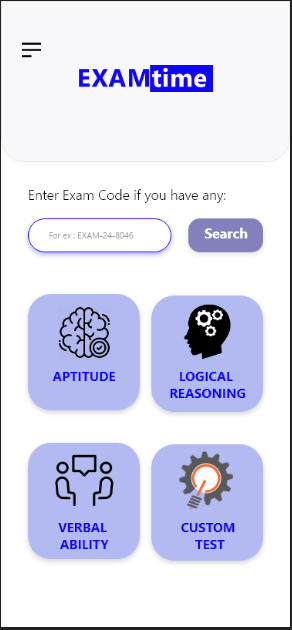 EXAMtime
Enter Exam Code if you have any:
For ex : EXAM-24-8046
Search
APTITUDE
LOGICAL
REASONING
VERBAL
ABILITY
CUSTOM
TEST